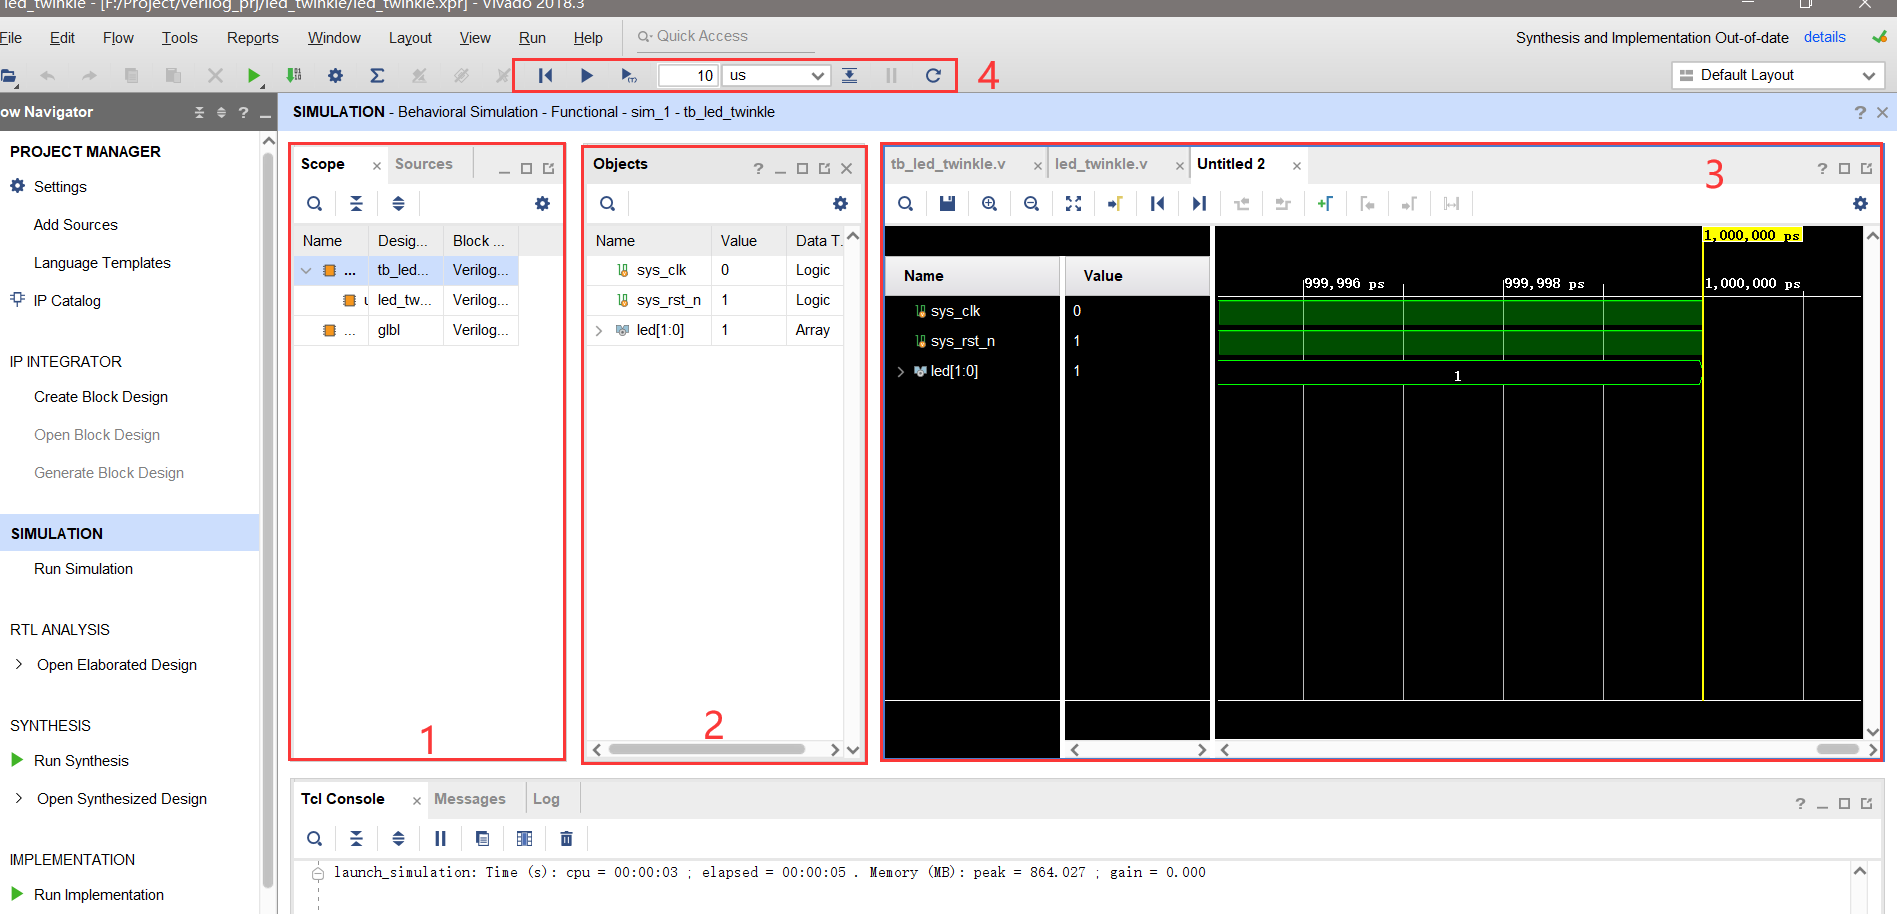 led_twinkle - [F:/Project/verilog_prj/led_twinkle/led_twinkle.xpr] - Vivado 2018.3
File Edit Flow Tools Reports Window Layout View Run Help Quick Access
Synthesis and Implementation Out-of-date details
10 us 4
Default Layout
ow Navigator
SIMULATION - Behavioral Simulation - Functional - sim_1 - tb_led_twinkle
PROJECT MANAGER
Settings
Add Sources
Language Templates
IP Catalog
IP INTEGRATOR
Create Block Design
Open Block Design
Generate Block Design
SIMULATION
Run Simulation
RTL ANALYSIS
Open Elaborated Design
SYNTHESIS
Run Synthesis
Open Synthesized Design
IMPLEMENTATION
Run Implementation
Scope Sources
Name Desig... Block ...
... tb_led... Verilog...
u led_tw... Verilog...
... glbl Verilog...
1
Objects
Name Value Data T.
sys_clk 0 Logic
sys_rst_n 1 Logic
led[1:0] 1 Array
2
tb_led_twinkle.v led_twinkle.v Untitled 2
3
1,000,000 ps
Name Value
999,996 ps 999,998 ps 1,000,000 ps
sys_clk 0
sys_rst_n 1
led[1:0] 1
1
Tcl Console Messages Log
launch_simulation: Time (s): cpu = 00:00:03 ; elapsed = 00:00:05 . Memory (MB): peak = 864.027 ; gain = 0.000